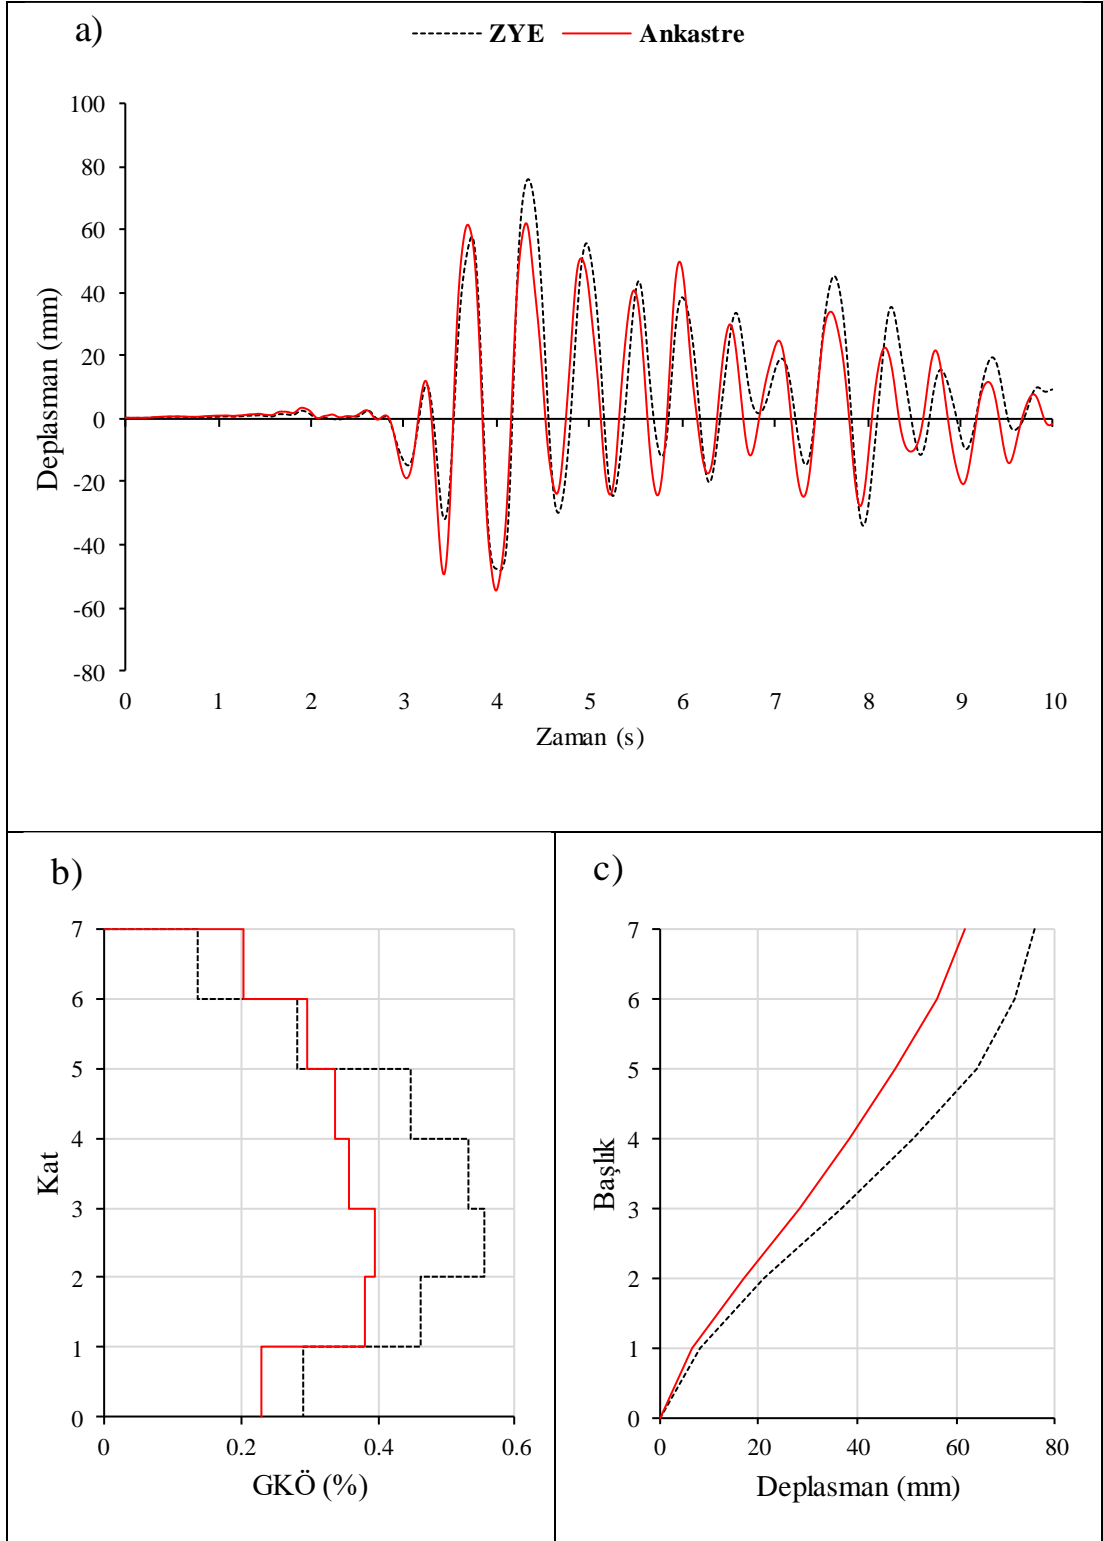 a)
ZYE Ankastre
100
80
60
40
20
0
-20
-40
-60
-80
Deplasman (mm)
0 1 2 3 4 5 6 7 8 9 10
Zaman (s)
b)
7
6
5
4
3
2
1
0
Kat
0 0.2 0.4 0.6
GKÖ (%)
c)
7
6
5
4
3
2
1
0
Başlık
0 20 40 60 80
Deplasman (mm)